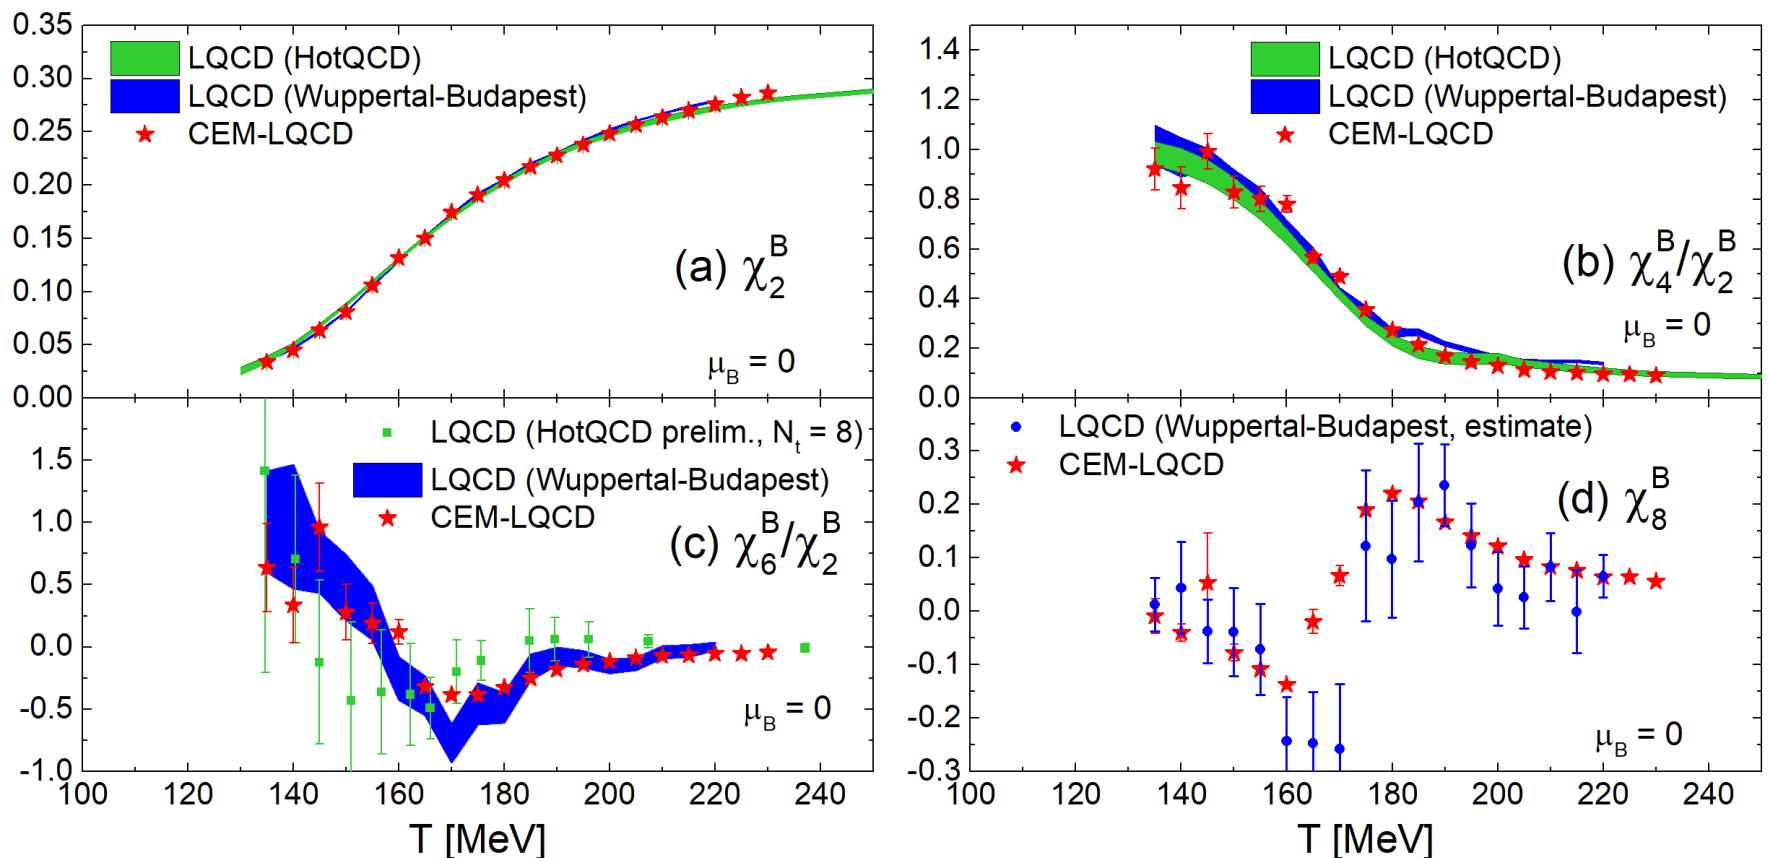 0.35
0.30
0.25
0.20
0.15
0.10
0.05
0.00
LQCD (HotQCD)
LQCD (Wuppertal-Budapest)
CEM-LQCD
(a) χ₂ᴮ
μ_B = 0
1.4
1.2
1.0
0.8
0.6
0.4
0.2
0.0
LQCD (HotQCD)
LQCD (Wuppertal-Budapest)
CEM-LQCD
(b) χ₄ᴮ/χ₂ᴮ
μ_B = 0
1.5
1.0
0.5
0.0
-0.5
-1.0
LQCD (HotQCD prelim., N_t = 8)
LQCD (Wuppertal-Budapest)
CEM-LQCD
(c) χ₆ᴮ/χ₂ᴮ
μ_B = 0
100 120 140 160 180 200 220 240
T [MeV]
0.3
0.2
0.1
0.0
-0.1
-0.2
-0.3
LQCD (Wuppertal-Budapest, estimate)
CEM-LQCD
(d) χ₈ᴮ
μ_B = 0
100 120 140 160 180 200 220 240
T [MeV]